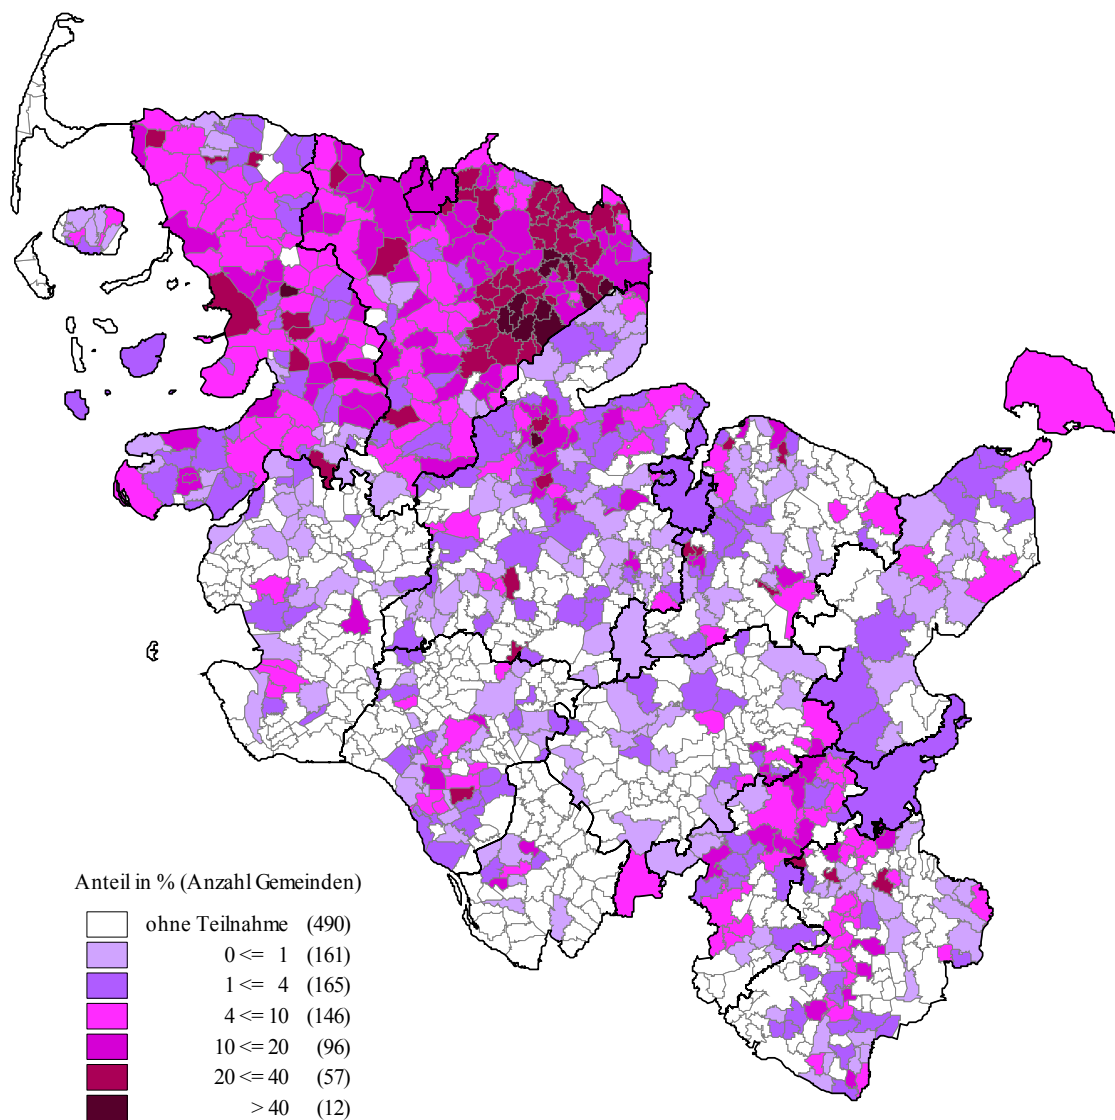 Anteil in % (Anzahl Gemeinden)
ohne Teilnahme (490)
0 <= 1 (161)
1 <= 4 (165)
4 <= 10 (146)
10 <= 20 (96)
20 <= 40 (57)
> 40 (12)